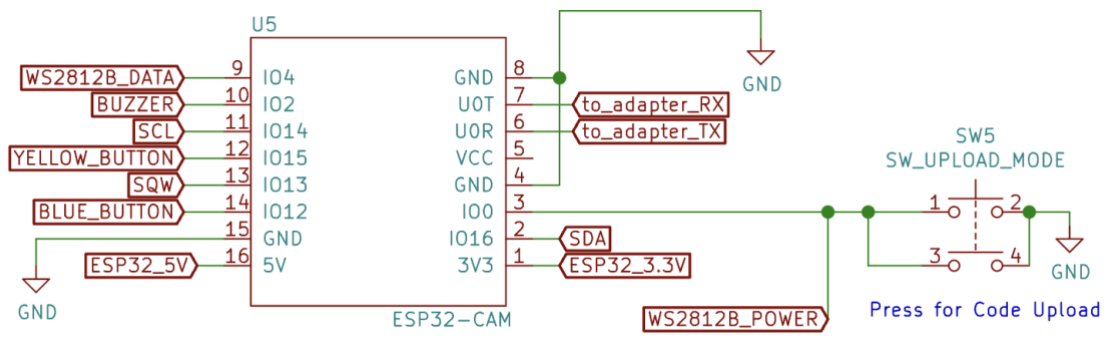 U5
WS2812B_DATA 9 IO4 GND 8 GND
BUZZER 10 IO2 U0T 7 to_adapter_RX
SCL 11 IO14 U0R 6 to_adapter_TX
SW5
YELLOW_BUTTON 12 IO15 VCC 5 SW_UPLOAD_MODE
SQW 13 IO13 GND 4
BLUE_BUTTON 14 IO12 IO0 3 1 2
15 GND IO16 2 SDA
ESP32_5V 16 5V 3V3 1 ESP32_3.3V 3 4 GND
GND ESP32-CAM WS2812B_POWER Press for Code Upload